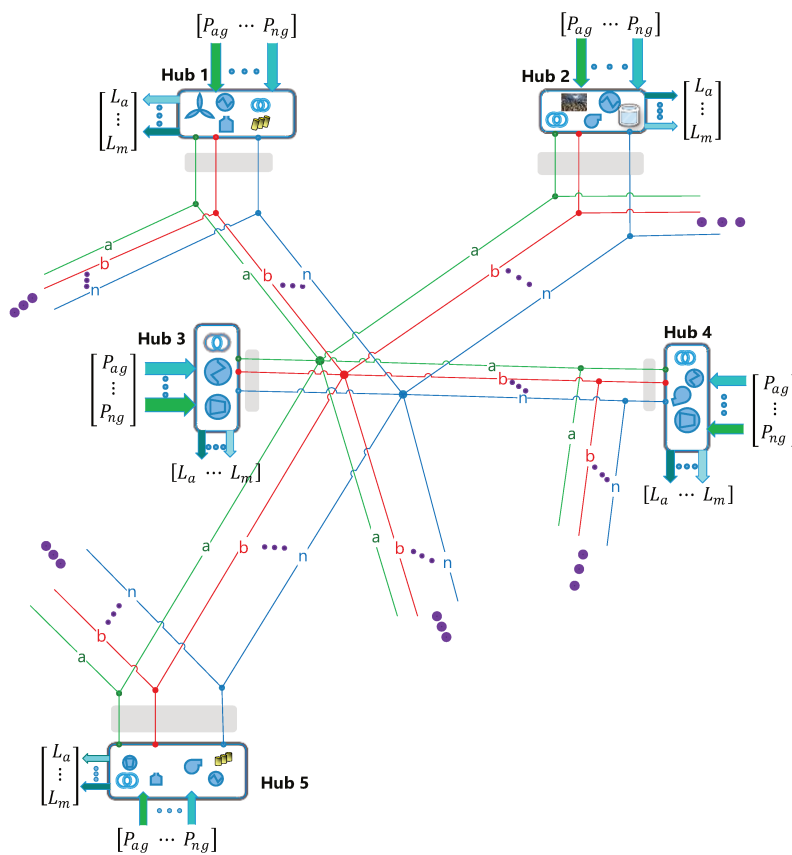 [P_ag ⋯ P_ng]
[P_ag ⋯ P_ng]
Hub 1
Hub 2
[L_a
⋮
L_m]
[L_a
⋮
L_m]
a
b
n
a
b
n
a
b
n
Hub 3
Hub 4
[P_ag
⋮
P_ng]
a
b
n
[P_ag
⋮
P_ng]
a
b
n
[L_a ⋯ L_m]
[L_a ⋯ L_m]
a
b
n
a
b
n
n
b
a
[L_a
⋮
L_m]
Hub 5
[P_ag ⋯ P_ng]